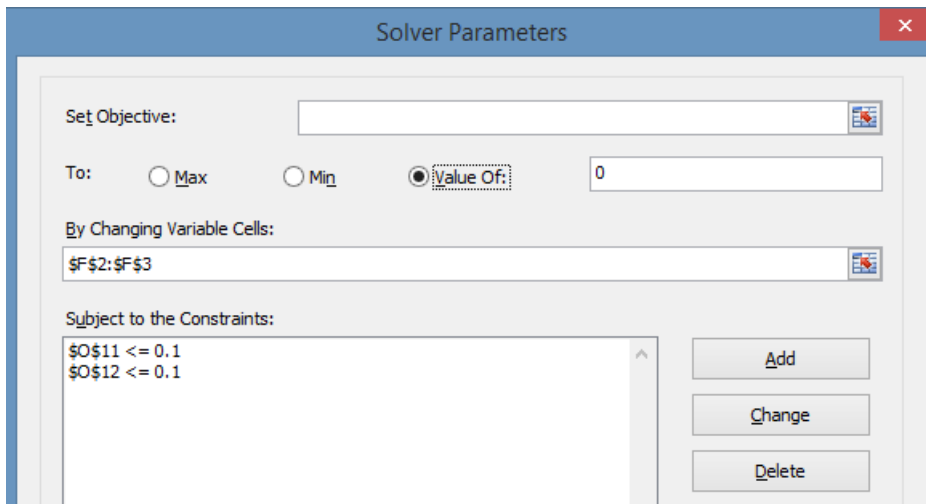 Solver Parameters
Set Objective:
To: Max Min Value Of: 0
By Changing Variable Cells:
$F$2:$F$3
Subject to the Constraints:
$O$11 <= 0.1
$O$12 <= 0.1
Add
Change
Delete